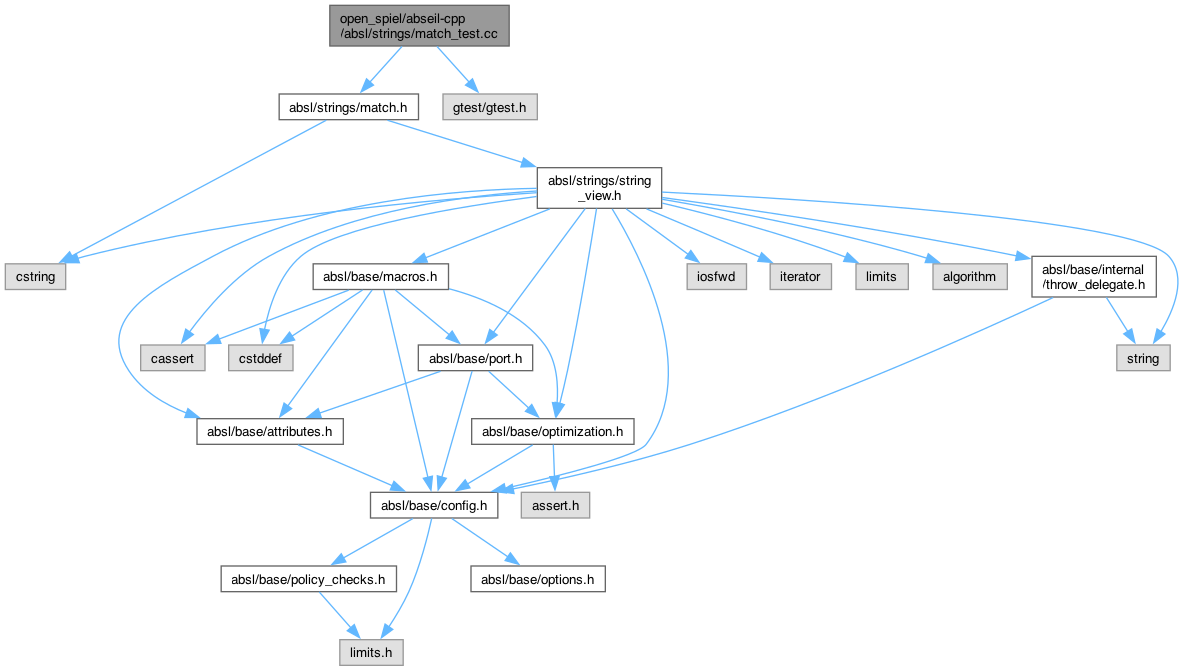 open_spiel/abseil-cpp
/absl/strings/match_test.cc
absl/strings/match.h
gtest/gtest.h
absl/strings/string
_view.h
cstring
absl/base/macros.h
iosfwd
iterator
limits
algorithm
absl/base/internal
/throw_delegate.h
cassert
cstddef
absl/base/port.h
string
absl/base/attributes.h
absl/base/optimization.h
absl/base/config.h
assert.h
absl/base/policy_checks.h
absl/base/options.h
limits.h